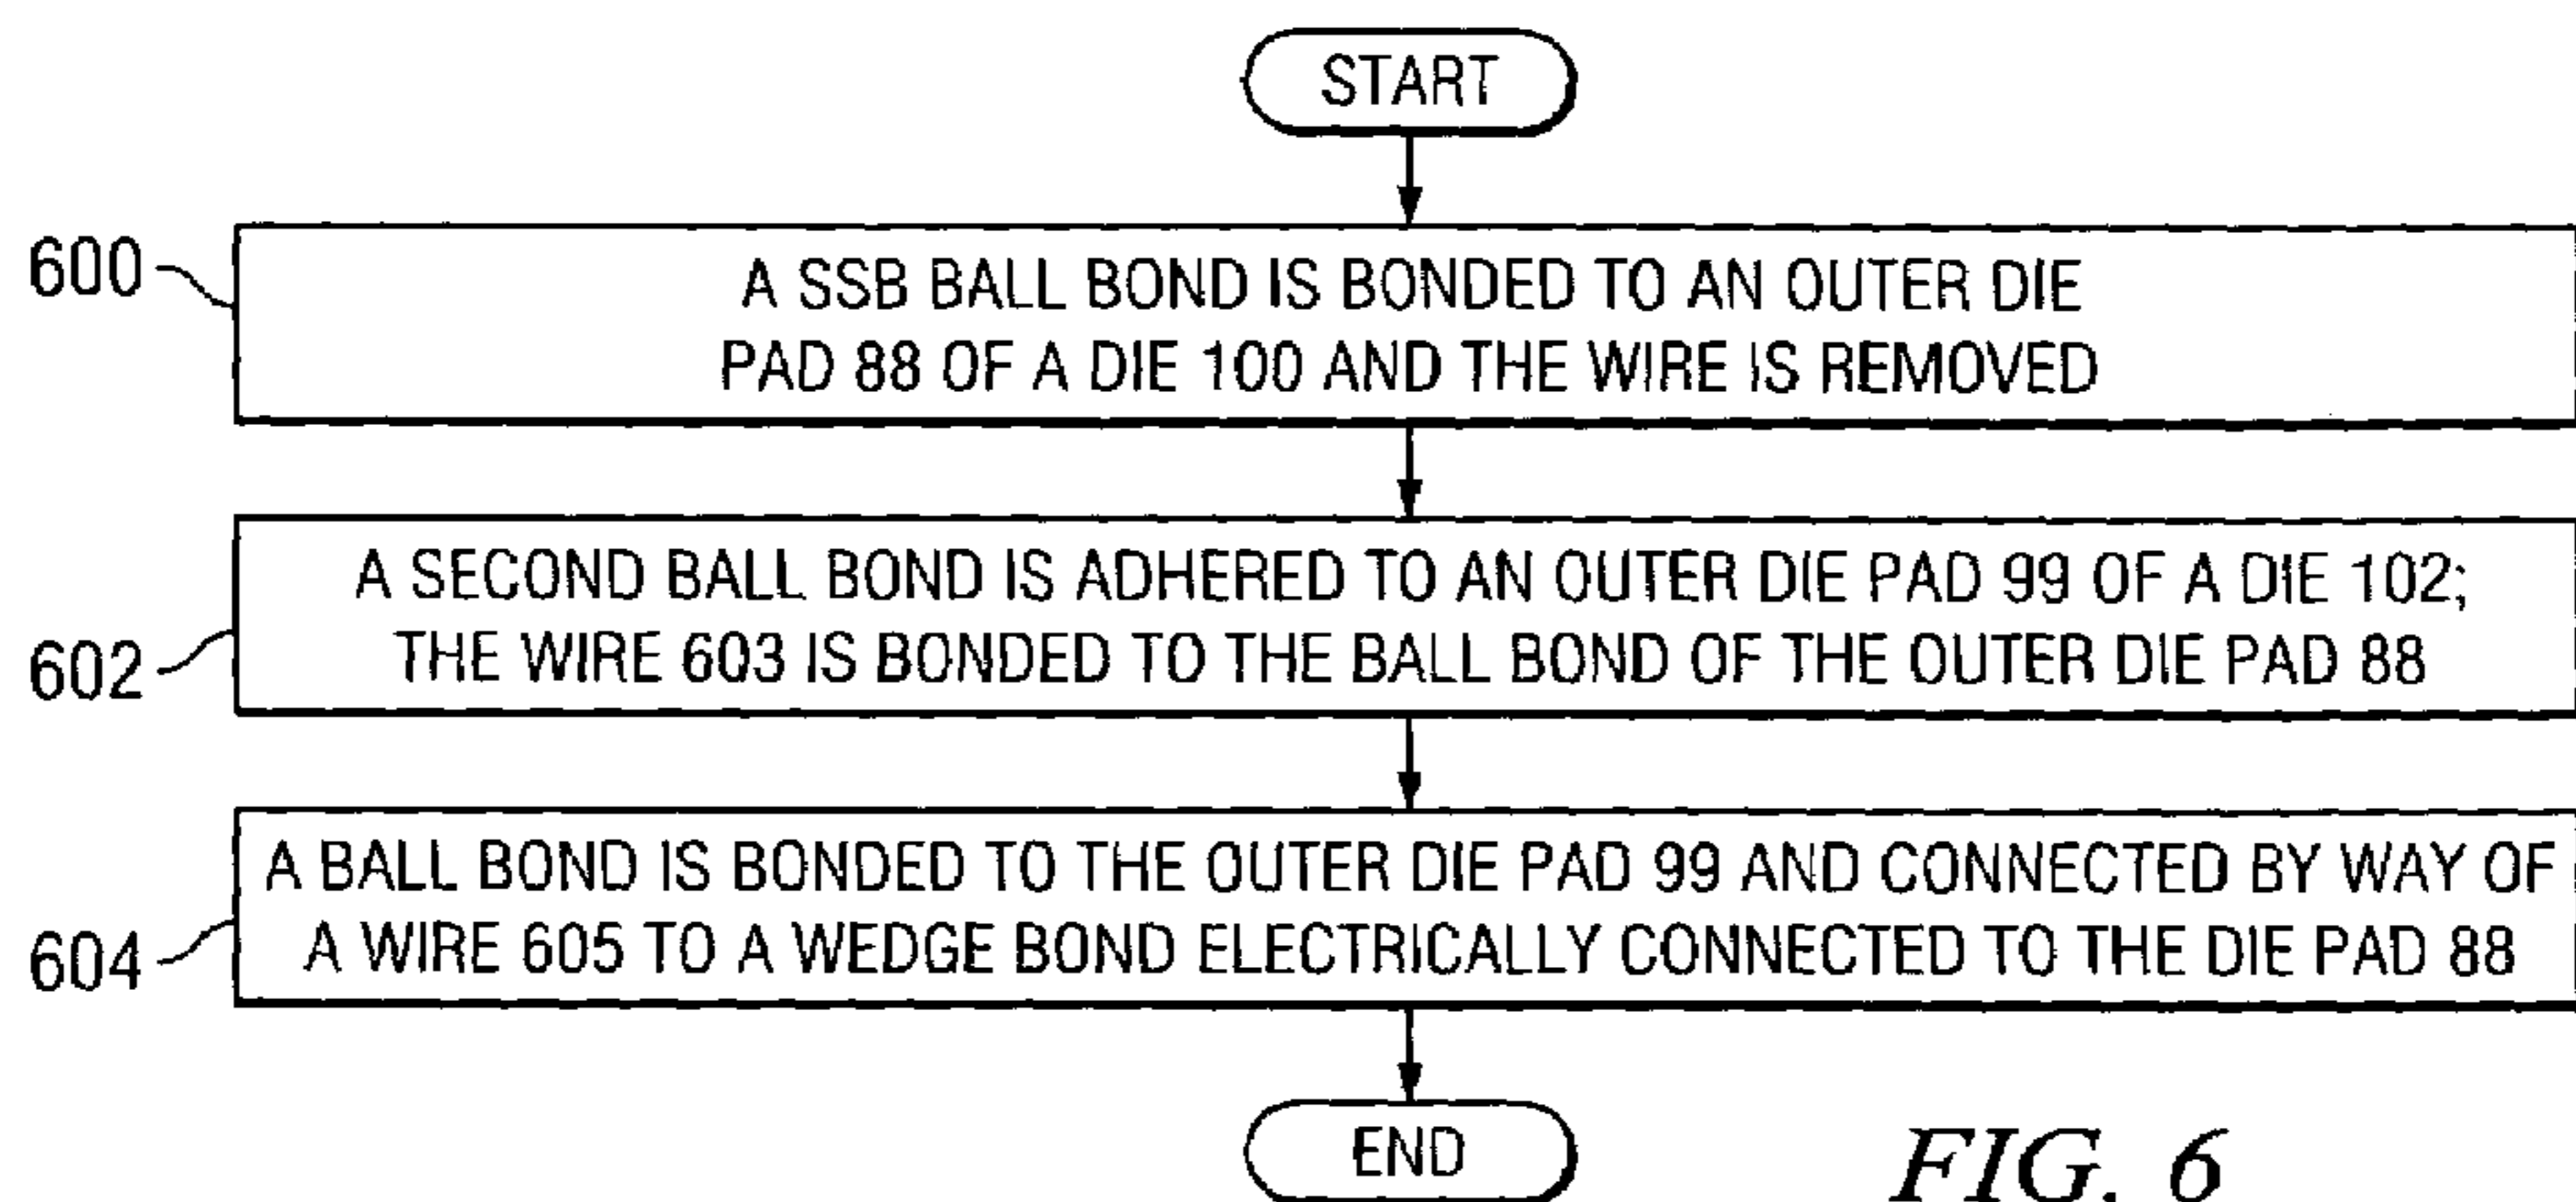 START
600
A SSB BALL BOND IS BONDED TO AN OUTER DIE
PAD 88 OF A DIE 100 AND THE WIRE IS REMOVED
602
A SECOND BALL BOND IS ADHERED TO AN OUTER DIE PAD 99 OF A DIE 102;
THE WIRE 603 IS BONDED TO THE BALL BOND OF THE OUTER DIE PAD 88
604
A BALL BOND IS BONDED TO THE OUTER DIE PAD 99 AND CONNECTED BY WAY OF
A WIRE 605 TO A WEDGE BOND ELECTRICALLY CONNECTED TO THE DIE PAD 88
END
FIG. 6